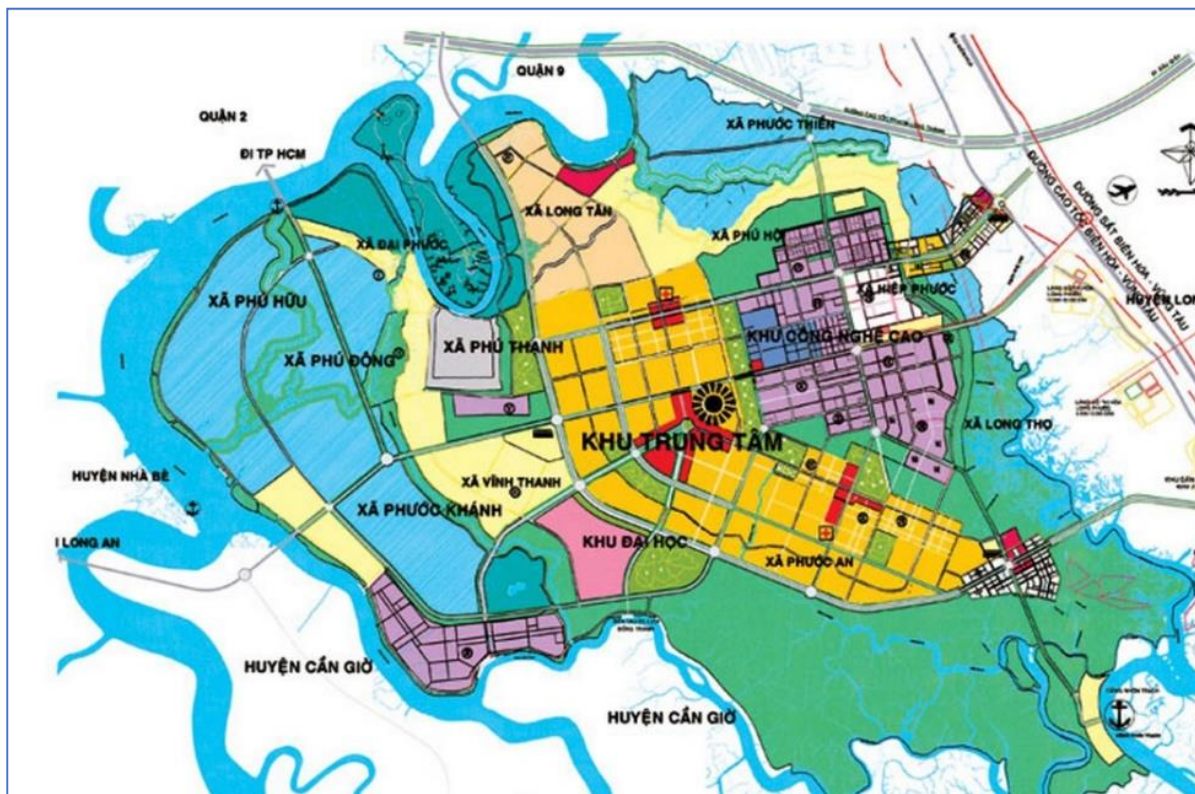 QUẬN 9
QUẬN 2
ĐI TP HCM
XÃ PHƯỚC THIỀN
XÃ LONG TÂN
XÃ ĐẠI PHƯỚC
XÃ PHÚ HỘI
ĐƯỜNG SẮT BIÊN HÒA - VŨNG TÀU
ĐƯỜNG CAO TỐC BIÊN HÒA - VŨNG TÀU
XÃ PHÚ HỮU
XÃ HIỆP PHƯỚC
HUYỆN LON
XÃ PHÚ THẠNH
KHU CÔNG NGHỆ CAO
XÃ PHÚ ĐÔNG
XÃ LONG THỌ
KHU TRUNG TÂM
HUYỆN NHÀ BÈ
XÃ VĨNH THANH
XÃ PHƯỚC KHÁNH
I LONG AN
KHU ĐẠI HỌC
XÃ PHƯỚC AN
HUYỆN CẦN GIỜ
HUYỆN CẦN GIỜ